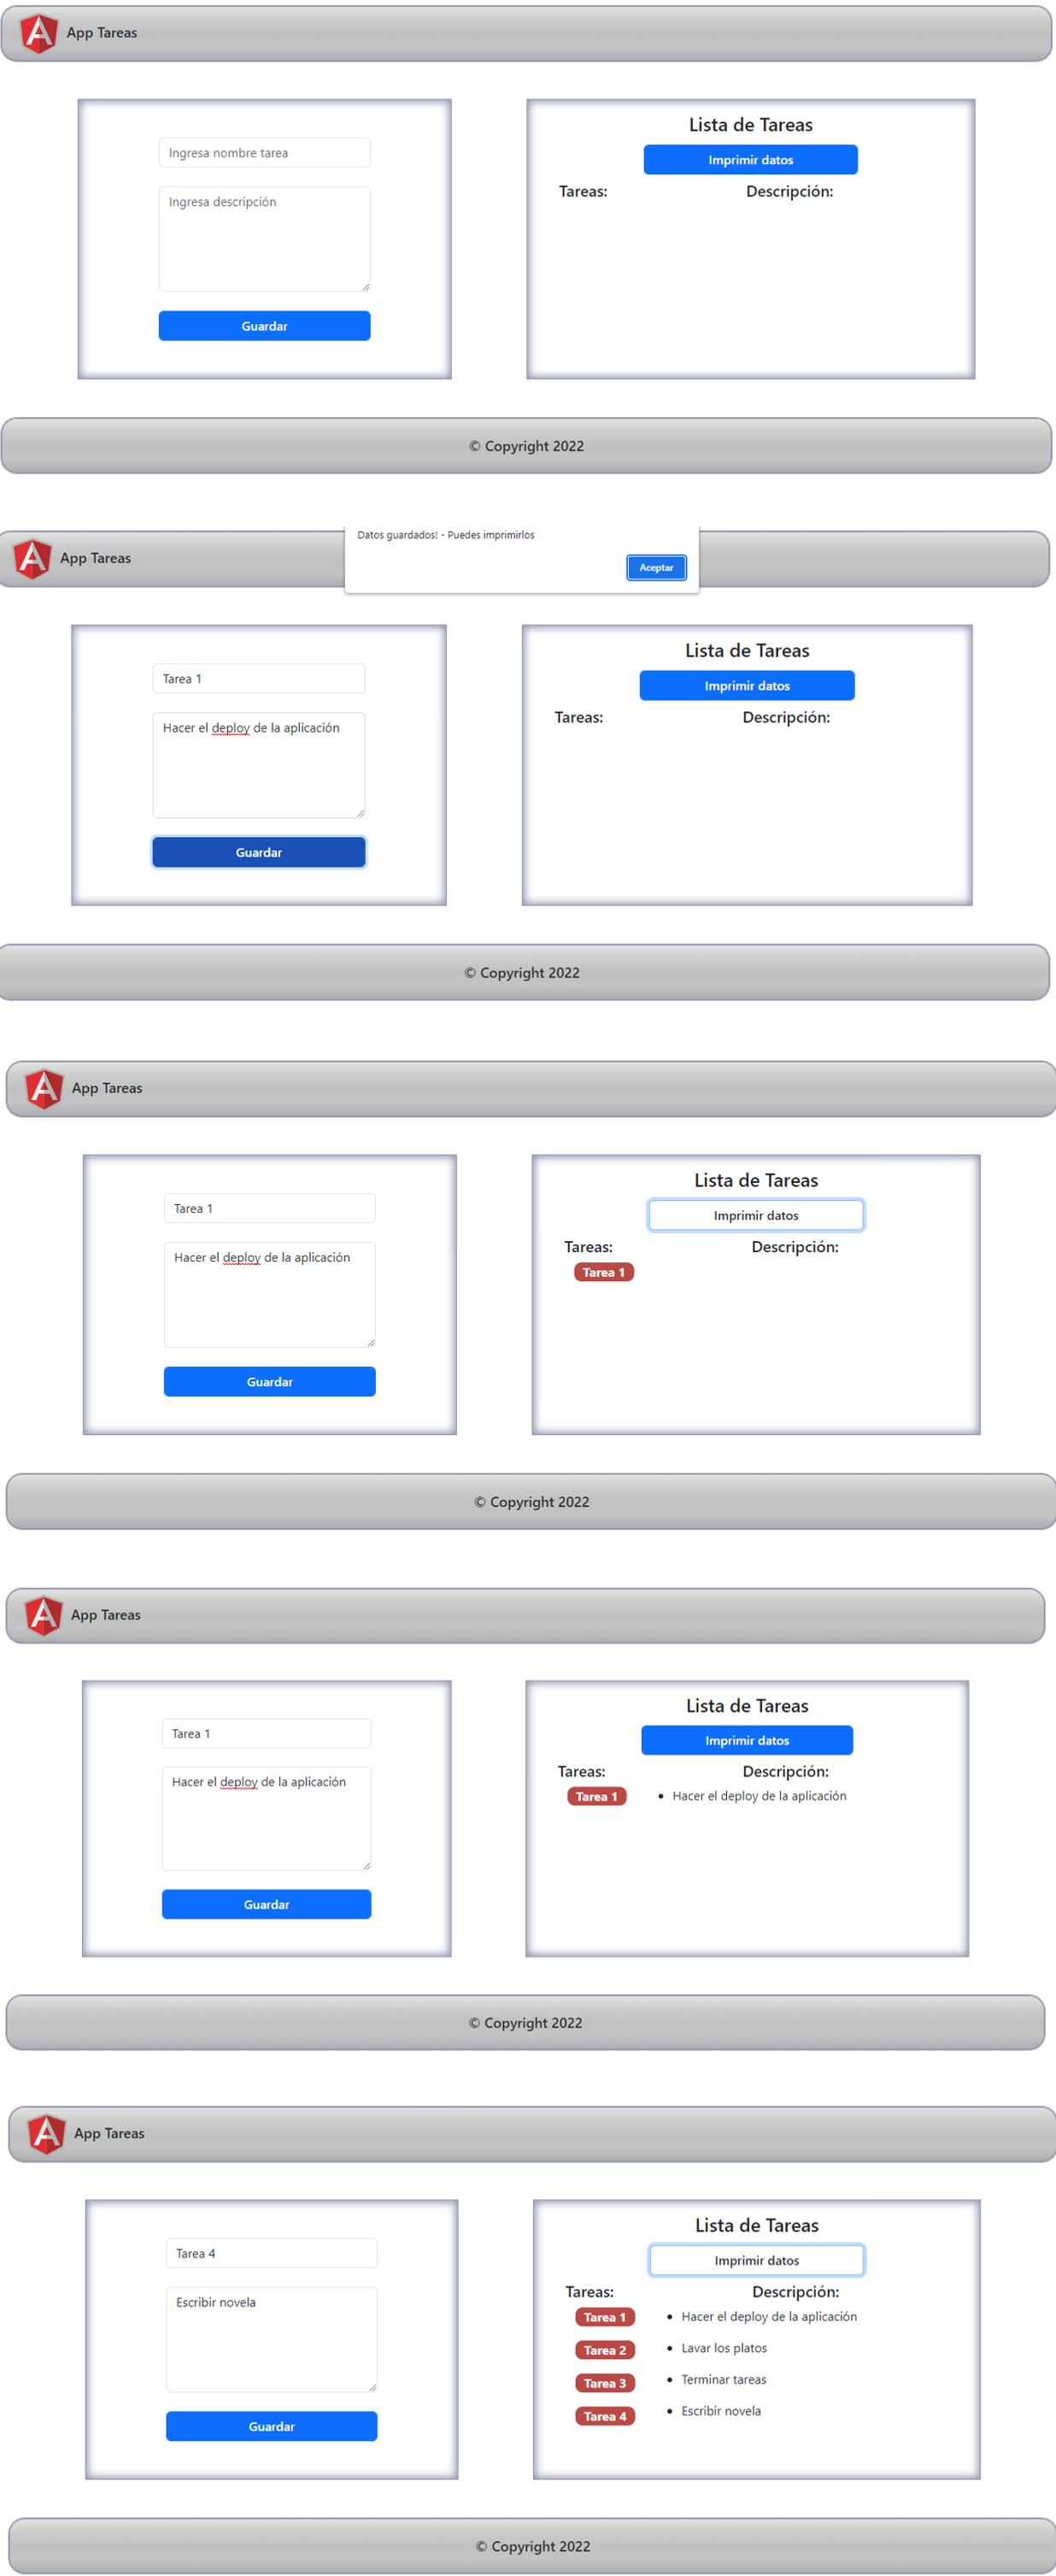 App Tareas
Ingresa nombre tarea
Ingresa descripción
Guardar
Lista de Tareas
Imprimir datos
Tareas: Descripción:
© Copyright 2022
App Tareas
Datos guardados! - Puedes imprimirlos
Aceptar
Tarea 1
Hacer el deploy de la aplicación
Guardar
Lista de Tareas
Imprimir datos
Tareas: Descripción:
© Copyright 2022
App Tareas
Tarea 1
Hacer el deploy de la aplicación
Guardar
Lista de Tareas
Imprimir datos
Tareas: Descripción:
Tarea 1
© Copyright 2022
App Tareas
Tarea 1
Hacer el deploy de la aplicación
Guardar
Lista de Tareas
Imprimir datos
Tareas: Descripción:
Tarea 1 • Hacer el deploy de la aplicación
© Copyright 2022
App Tareas
Tarea 4
Escribir novela
Guardar
Lista de Tareas
Imprimir datos
Tareas: Descripción:
Tarea 1 • Hacer el deploy de la aplicación
Tarea 2 • Lavar los platos
Tarea 3 • Terminar tareas
Tarea 4 • Escribir novela
© Copyright 2022